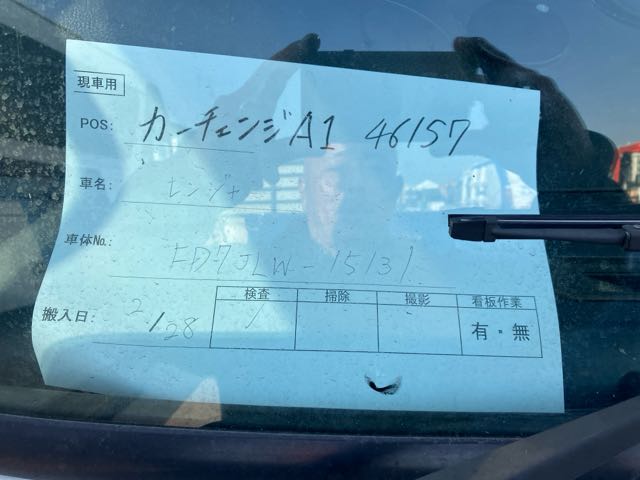 現車用
POS: カーチェンジA1 46157
車名: レンジャ
車体No.: FD7JLW-15131
検査 掃除 撮影 看板作業
搬入日: 2/28 有・無